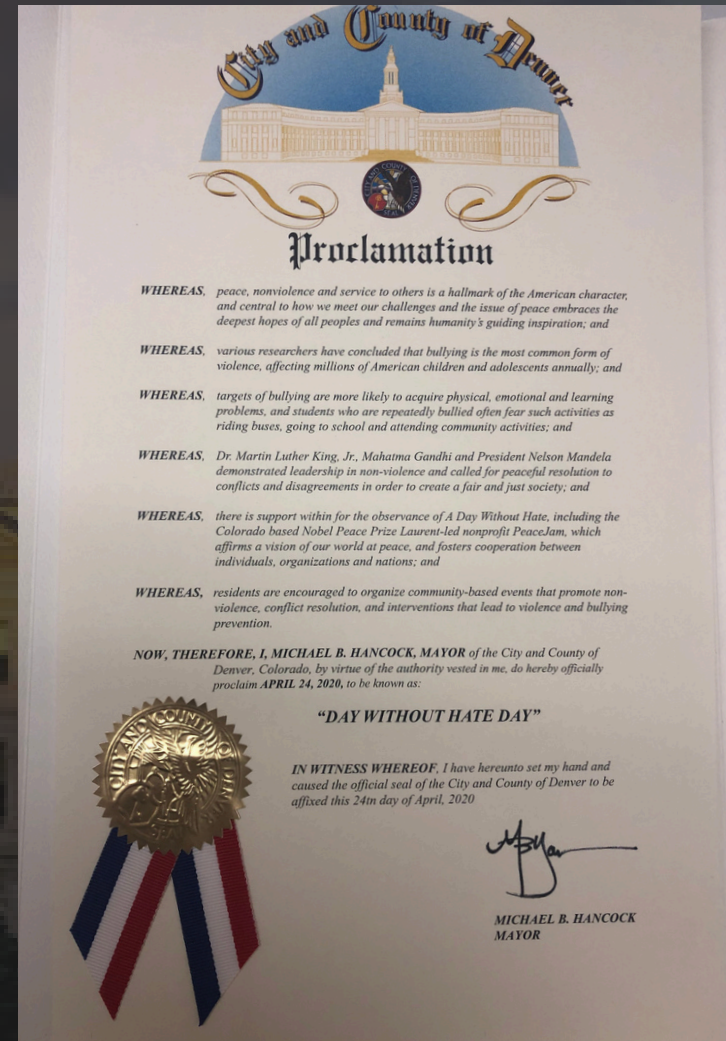 City and County of Denver
CITY AND COUNTY OF DENVER
SEAL
Proclamation
WHEREAS, peace, nonviolence and service to others is a hallmark of the American character,
and central to how we meet our challenges and the issue of peace embraces the
deepest hopes of all peoples and remains humanity's guiding inspiration; and
WHEREAS, various researchers have concluded that bullying is the most common form of
violence, affecting millions of American children and adolescents annually; and
WHEREAS, targets of bullying are more likely to acquire physical, emotional and learning
problems, and students who are repeatedly bullied often fear such activities as
riding buses, going to school and attending community activities; and
WHEREAS, Dr. Martin Luther King, Jr., Mahatma Gandhi and President Nelson Mandela
demonstrated leadership in non-violence and called for peaceful resolution to
conflicts and disagreements in order to create a fair and just society; and
WHEREAS, there is support within for the observance of A Day Without Hate, including the
Colorado based Nobel Peace Prize Laurent-led nonprofit PeaceJam, which
affirms a vision of our world at peace, and fosters cooperation between
individuals, organizations and nations; and
WHEREAS, residents are encouraged to organize community-based events that promote non-
violence, conflict resolution, and interventions that lead to violence and bullying
prevention.
NOW, THEREFORE, I, MICHAEL B. HANCOCK, MAYOR of the City and County of
Denver, Colorado, by virtue of the authority vested in me, do hereby officially
proclaim APRIL 24, 2020, to be known as:
“DAY WITHOUT HATE DAY”
IN WITNESS WHEREOF, I have hereunto set my hand and
caused the official seal of the City and County of Denver to be
affixed this 24tn day of April, 2020
CITY AND COUNTY OF
MICHAEL B. HANCOCK
MAYOR